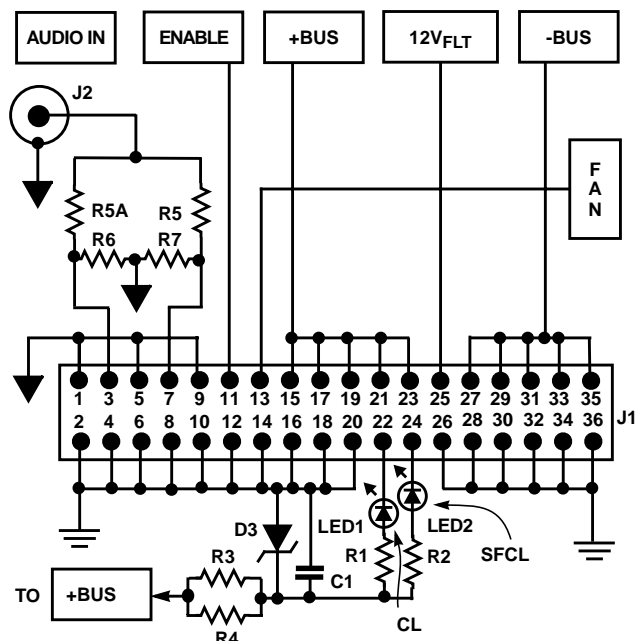 AUDIO IN ENABLE +BUS 12VFLT -BUS
J2
FAN
R5A R5
R6 R7
1 3 5 7 9 11 13 15 17 19 21 23 25 27 29 31 33 35
J1
2 4 6 8 10 12 14 16 18 20 22 24 26 28 30 32 34 36
D3 LED1 LED2
R3 C1 R1 R2 SFCL
TO +BUS CL
R4